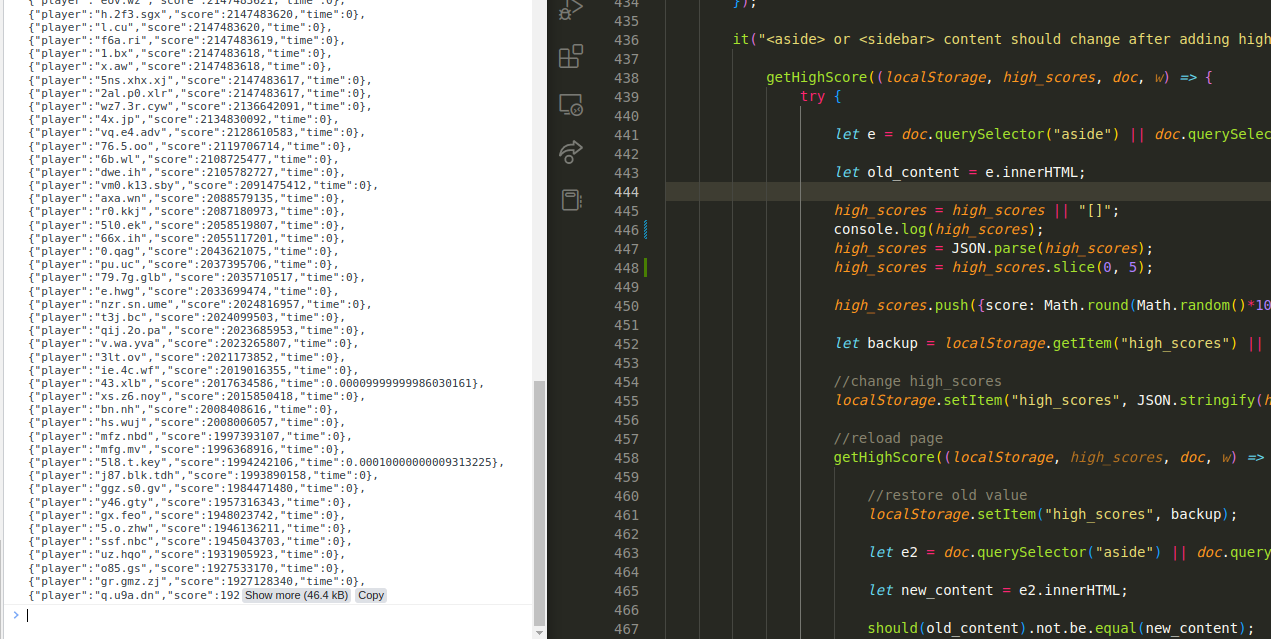 {"player":"eov.wz","score":2147483621,"time":0},
{"player":"h.2f3.sgx","score":2147483620,"time":0},
{"player":"l.cu","score":2147483620,"time":0},
{"player":"f6a.ri","score":2147483619,"time":0},
{"player":"1.bx","score":2147483618,"time":0},
{"player":"x.aw","score":2147483618,"time":0},
{"player":"5ns.xhx.xj","score":2147483617,"time":0},
{"player":"2al.p0.xlr","score":2147483617,"time":0},
{"player":"wz7.3r.cyw","score":2136642091,"time":0},
{"player":"4x.jp","score":2134830092,"time":0},
{"player":"vq.e4.adv","score":2128610583,"time":0},
{"player":"76.5.oo","score":2119706714,"time":0},
{"player":"6b.wl","score":2108725477,"time":0},
{"player":"dwe.ih","score":2105782727,"time":0},
{"player":"vm0.k13.sby","score":2091475412,"time":0},
{"player":"axa.wn","score":2088579135,"time":0},
{"player":"r0.kkj","score":2087180973,"time":0},
{"player":"5l0.ek","score":2058519807,"time":0},
{"player":"66x.ih","score":2055117201,"time":0},
{"player":"0.qag","score":2043621075,"time":0},
{"player":"pu.uc","score":2037395706,"time":0},
{"player":"79.7g.glb","score":2035710517,"time":0},
{"player":"e.hwg","score":2033699474,"time":0},
{"player":"nzr.sn.ume","score":2024816957,"time":0},
{"player":"t3j.bc","score":2024099503,"time":0},
{"player":"qij.2o.pa","score":2023685953,"time":0},
{"player":"v.wa.yva","score":2023265807,"time":0},
{"player":"3lt.ov","score":2021173852,"time":0},
{"player":"ie.4c.wf","score":2019016355,"time":0},
{"player":"43.xlb","score":2017634586,"time":0.00009999999986030161},
{"player":"xs.z6.noy","score":2015850418,"time":0},
{"player":"bn.nh","score":2008408616,"time":0},
{"player":"hs.wuj","score":2008006057,"time":0},
{"player":"mfz.nbd","score":1997393107,"time":0},
{"player":"mfg.mv","score":1996368916,"time":0},
{"player":"5l8.t.key","score":1994242106,"time":0.00010000000009313225},
{"player":"j87.blk.tdh","score":1993890158,"time":0},
{"player":"ggz.s0.gv","score":1984471480,"time":0},
{"player":"y46.gty","score":1957316343,"time":0},
{"player":"gx.feo","score":1948023742,"time":0},
{"player":"5.o.zhw","score":1946136211,"time":0},
{"player":"ssf.nbc","score":1945043703,"time":0},
{"player":"uz.hqo","score":1931905923,"time":0},
{"player":"o85.gs","score":1927533170,"time":0},
{"player":"gr.gmz.zj","score":1927128340,"time":0},
{"player":"q.u9a.dn","score":192 Show more (46.4 kB) Copy
>
434 });
435
436 it("<aside> or <sidebar> content should change after adding high
437
438 getHighScore((localStorage, high_scores, doc, w) => {
439 try {
440
441 let e = doc.querySelector("aside") || doc.querySelec
442
443 let old_content = e.innerHTML;
444
445 high_scores = high_scores || "[]";
446 console.log(high_scores);
447 high_scores = JSON.parse(high_scores);
448 high_scores = high_scores.slice(0, 5);
449
450 high_scores.push({score: Math.round(Math.random()*10
451
452 let backup = localStorage.getItem("high_scores") ||
453
454 //change high_scores
455 localStorage.setItem("high_scores", JSON.stringify(h
456
457 //reload page
458 getHighScore((localStorage, high_scores, doc, w) =>
459
460 //restore old value
461 localStorage.setItem("high_scores", backup);
462
463 let e2 = doc.querySelector("aside") || doc.query
464
465 let new_content = e2.innerHTML;
466
467 should(old_content).not.be.equal(new_content);